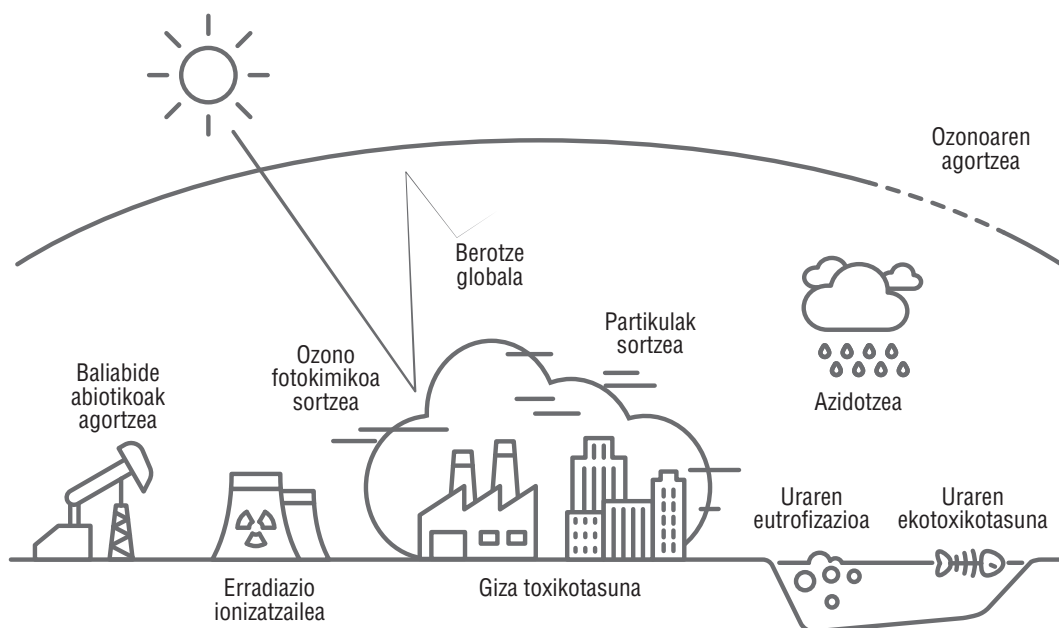 Ozonoaren
agortzea
Berotze
globala
Partikulak
sortzea
Ozono
fotokimikoa
sortzea
Baliabide
abiotikoak
agortzea
Azidotzea
Uraren
eutrofizazioa
Uraren
ekotoxikotasuna
Erradiazio
ionizatzailea
Giza toxikotasuna